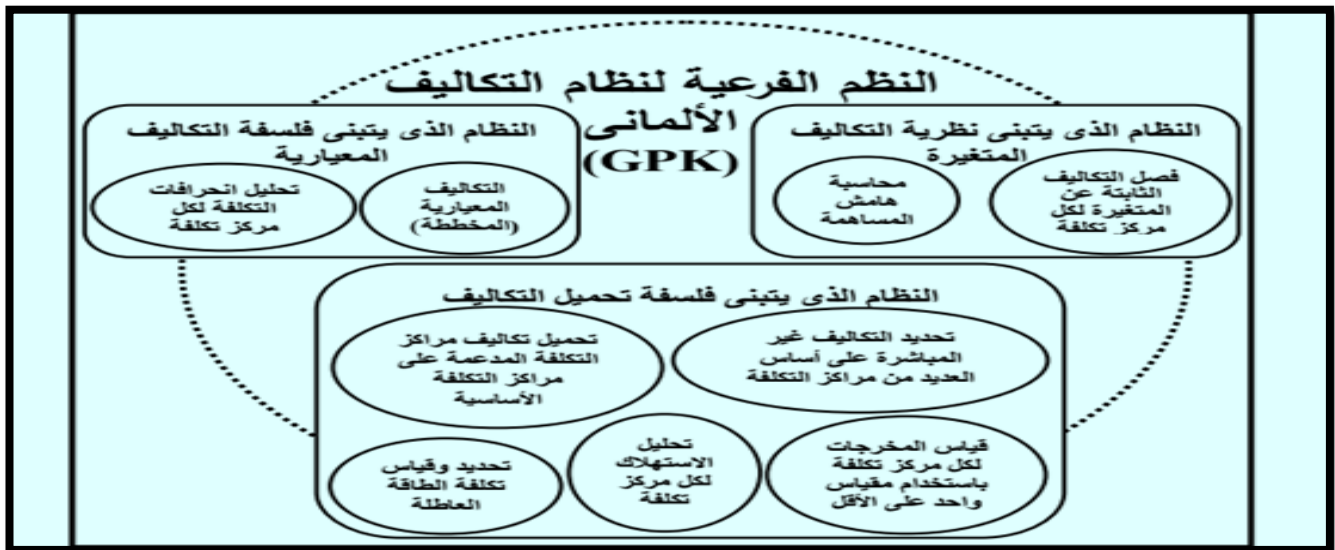 النظم الفرعية لنظام التكاليف
الألمانى
(GPK)
النظام الذى يتبنى نظرية التكاليف
المتغيرة
فصل التكاليف
الثابتة عن
المتغيرة لكل
مركز تكلفة
محاسبة
هامش
المساهمة
النظام الذى يتبنى فلسفة التكاليف
المعيارية
التكاليف
المعيارية
(المخططة)
تحليل انحرافات
التكلفة لكل
مركز تكلفة
النظام الذى يتبنى فلسفة تحميل التكاليف
تحديد التكاليف غير
المباشرة على أساس
العديد من مراكز التكلفة
تحميل تكاليف مراكز
التكلفة المدعمة على
مراكز التكلفة
الأساسية
قياس المخرجات
لكل مركز تكلفة
باستخدام مقياس
واحد على الأقل
تحليل
الاستهلاك
لكل مركز
تكلفة
تحديد وقياس
تكلفة الطاقة
العاطلة